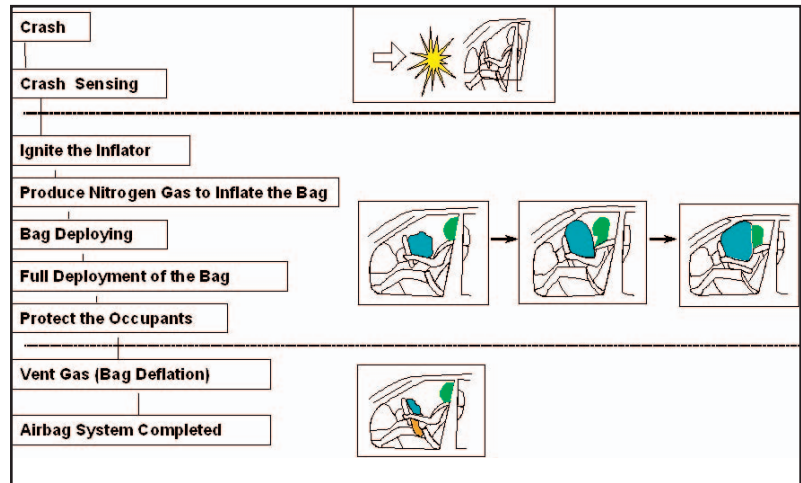 Crash
Crash Sensing
Ignite the Inflator
Produce Nitrogen Gas to Inflate the Bag
Bag Deploying
Full Deployment of the Bag
Protect the Occupants
Vent Gas (Bag Deflation)
Airbag System Completed